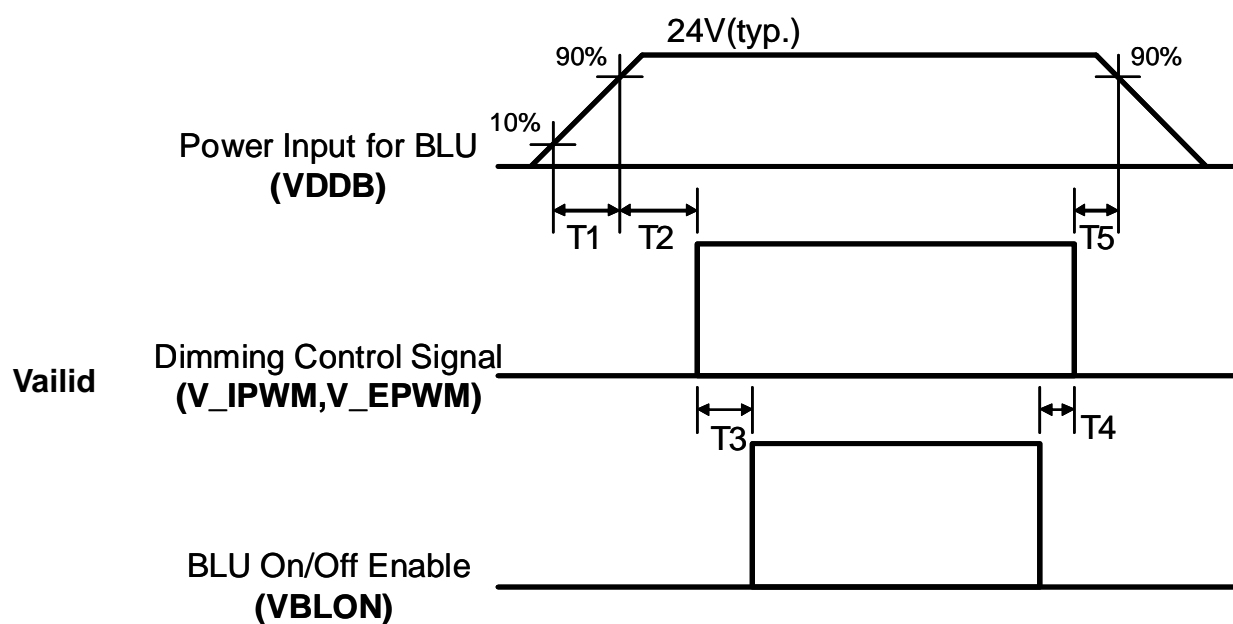 24V(typ.)
90%
90%
10%
Power Input for BLU
(VDDB)
T1
T2
T5
Dimming Control Signal
Vailid
(V_IPWM,V_EPWM)
T3
T4
BLU On/Off Enable
(VBLON)